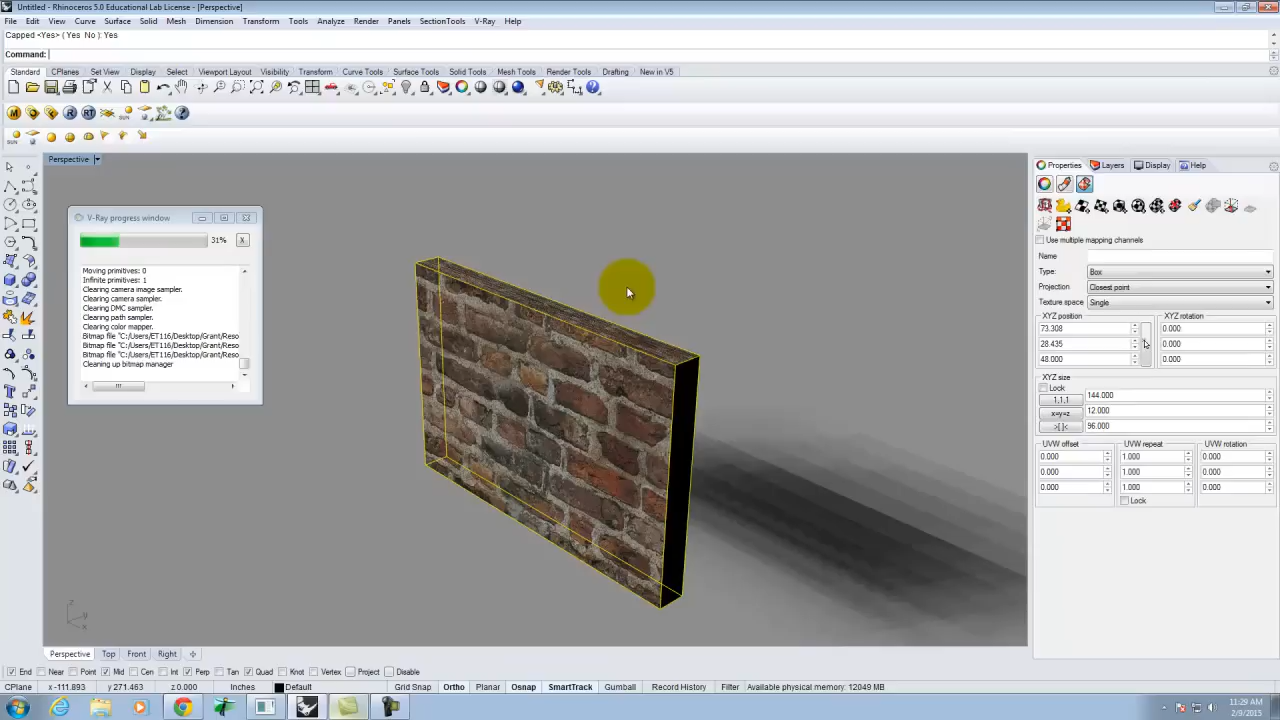 Untitled - Rhinoceros 5.0 Educational Lab License - [Perspective]
File Edit View Curve Surface Solid Mesh Dimension Transform Tools Analyze Render Panels SectionTools V-Ray Help
Capped <Yes> ( Yes No ): Yes
Command:
Standard CPlanes Set View Display Select Viewport Layout Visibility Transform Curve Tools Surface Tools Solid Tools Mesh Tools Render Tools Drafting New in V5
M R RT SUN
SUN
Perspective
Properties Layers Display Help
V-Ray progress window
31% X
Moving primitives: 0
Infinite primitives: 1
Clearing camera image sampler.
Clearing camera sampler.
Clearing DMC sampler.
Clearing path sampler.
Clearing color mapper.
Bitmap file "C:/Users/ET116/Desktop/Grant/Reso
Bitmap file "C:/Users/ET116/Desktop/Grant/Reso
Bitmap file "C:/Users/ET116/Desktop/Grant/Reso
Cleaning up bitmap manager
Use multiple mapping channels
Name
Type: Box
Projection Closest point
Texture space Single
XYZ position XYZ rotation
73.308 0.000
28.435 0.000
48.000 0.000
XYZ size
Lock
1,1,1 144.000
x=y=z 12.000
>[ ]< 96.000
UVW offset UVW repeat UVW rotation
0.000 1.000 0.000
0.000 1.000 0.000
0.000 1.000 0.000
Lock
z
y
x
Perspective Top Front Right
End Near Point Mid Cen Int Perp Tan Quad Knot Vertex Project Disable
CPlane x -111.893 y 271.463 z 0.000 Inches Default Grid Snap Ortho Planar Osnap SmartTrack Gumball Record History Filter Available physical memory: 12049 MB
11:29 AM
2/9/2015